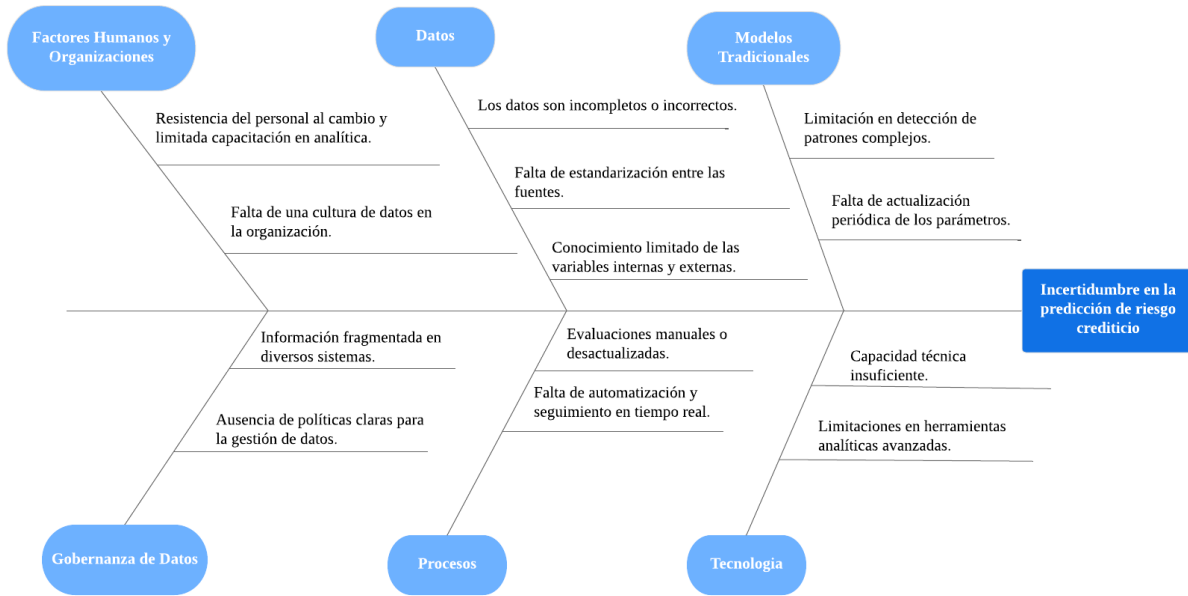 Factores Humanos y
Organizaciones
Datos
Modelos
Tradicionales
Resistencia del personal al cambio y
limitada capacitación en analítica.
Falta de una cultura de datos en
la organización.
Los datos son incompletos o incorrectos.
Falta de estandarización entre las
fuentes.
Conocimiento limitado de las
variables internas y externas.
Limitación en detección de
patrones complejos.
Falta de actualización
periódica de los parámetros.
Incertidumbre en la
predicción de riesgo
crediticio
Información fragmentada en
diversos sistemas.
Ausencia de políticas claras para
la gestión de datos.
Evaluaciones manuales o
desactualizadas.
Falta de automatización y
seguimiento en tiempo real.
Capacidad técnica
insuficiente.
Limitaciones en herramientas
analíticas avanzadas.
Gobernanza de Datos
Procesos
Tecnologia